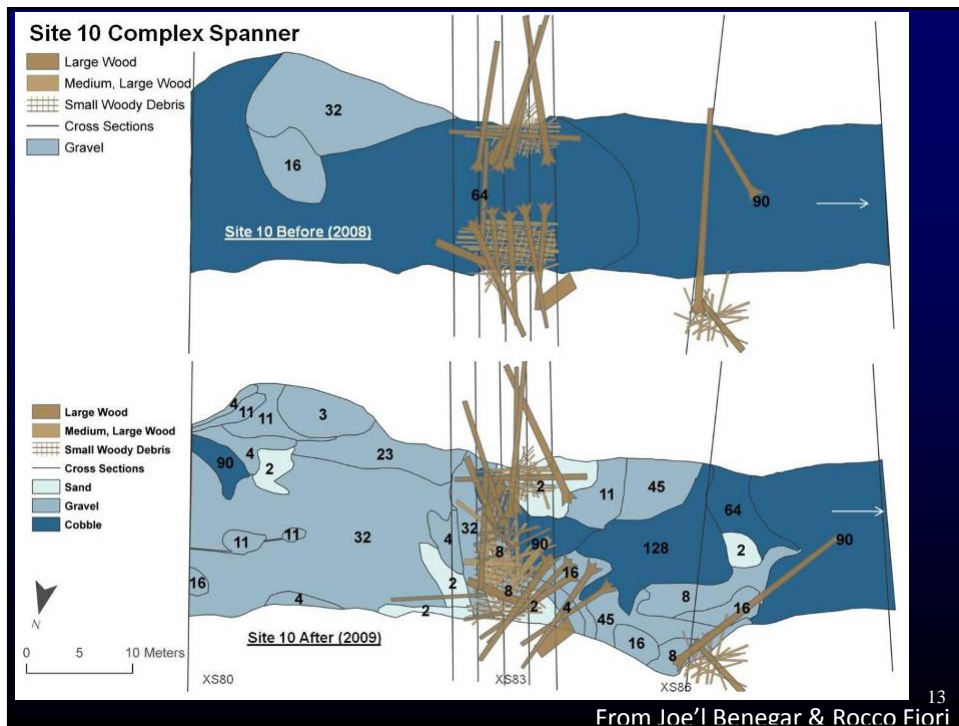 Site 10 Complex Spanner
Large Wood
Medium, Large Wood
Small Woody Debris
Cross Sections
Gravel
32
16
64
90
Site 10 Before (2008)
Large Wood
Medium, Large Wood
Small Woody Debris
Cross Sections
Sand
Gravel
Cobble
4
11
11
3
4
23
90
2
2
11
45
64
11
11
32
4
32
8
90
128
2
90
16
4
2
2
8
2
16
4
45
8
16
16
8
Site 10 After (2009)
N
0 5 10 Meters
XS80
XS83
XS86
13
From Joe'l Benegar & Rocco Fiori